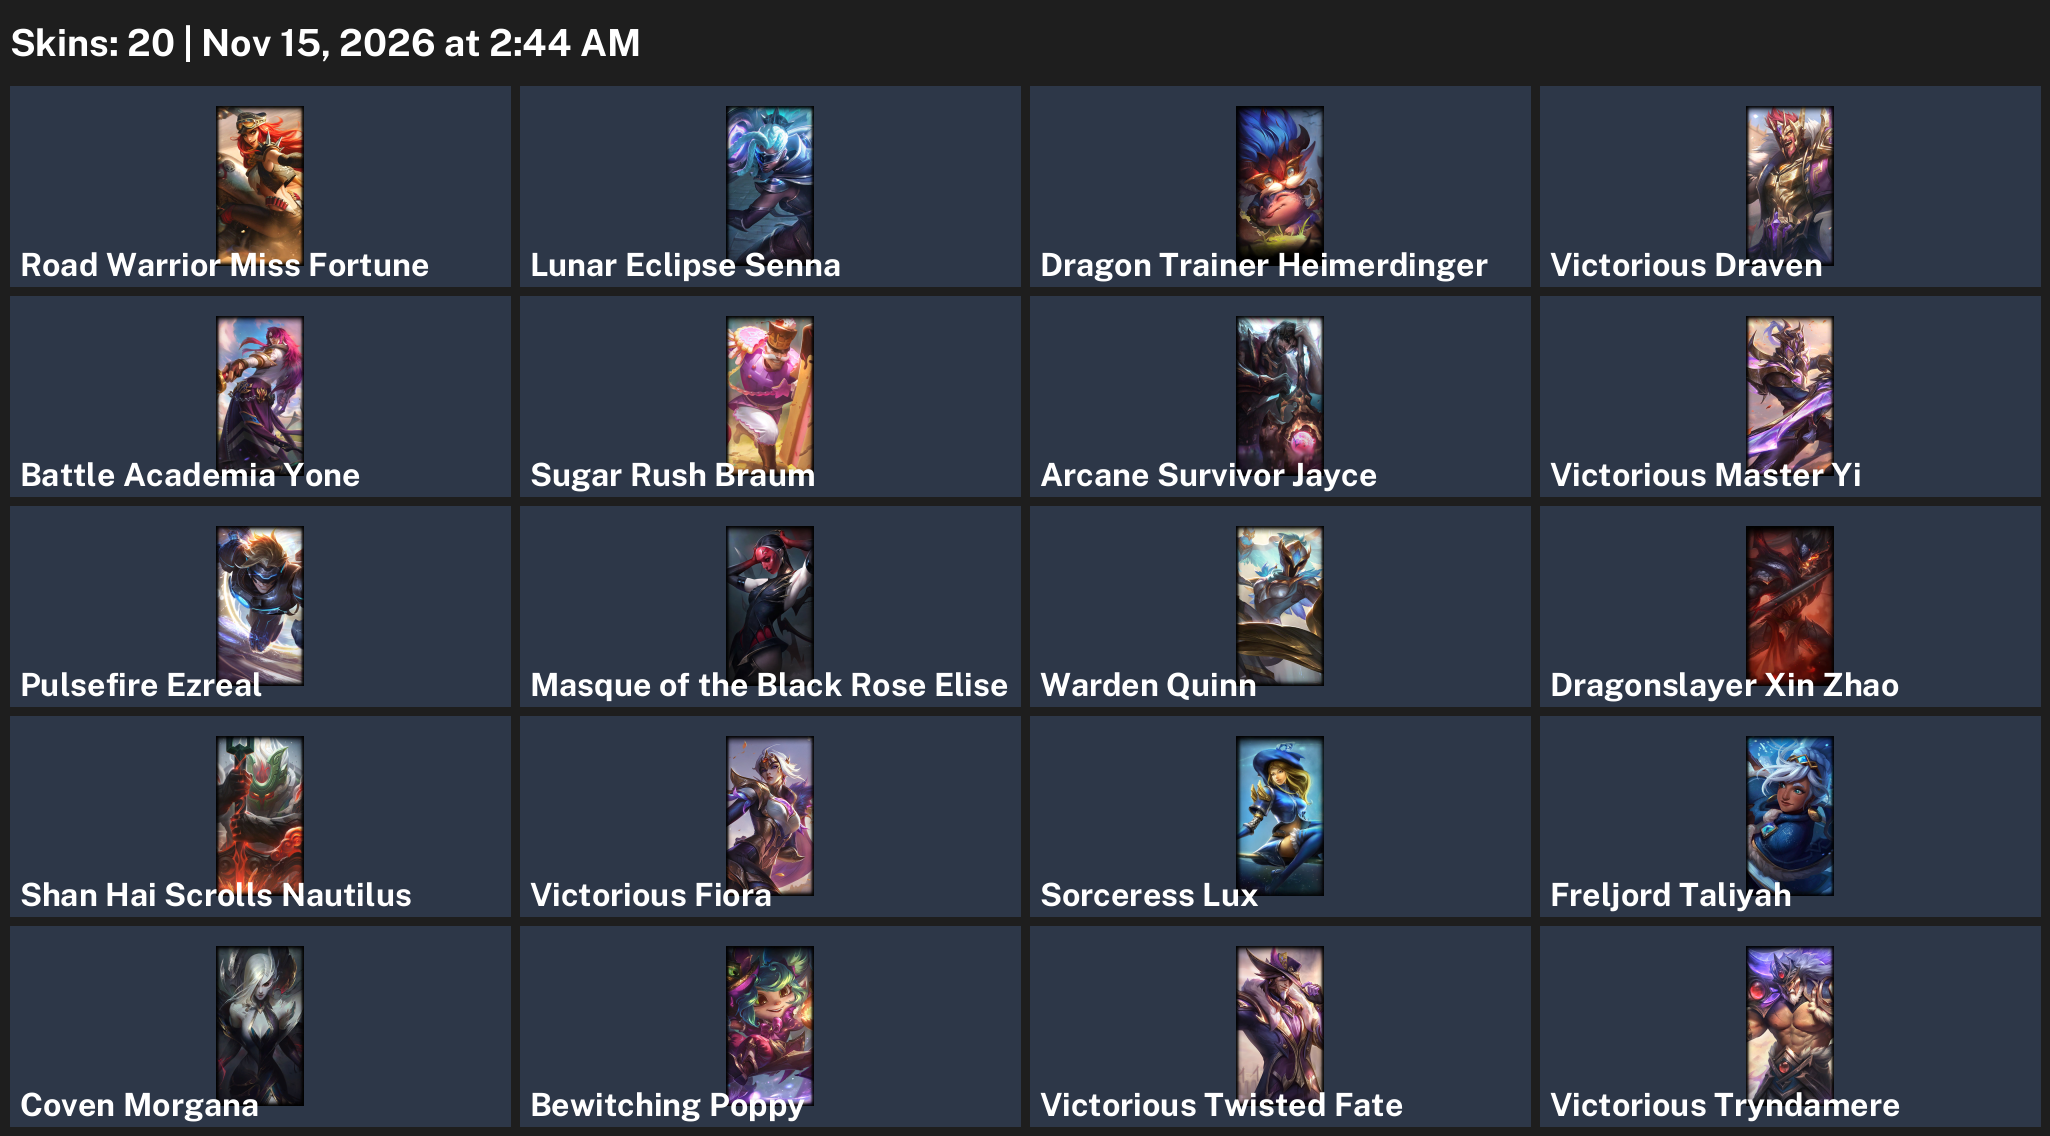 Skins: 20 | Nov 15, 2026 at 2:44 AM
Road Warrior Miss Fortune
Lunar Eclipse Senna
Dragon Trainer Heimerdinger
Victorious Draven
Battle Academia Yone
Sugar Rush Braum
Arcane Survivor Jayce
Victorious Master Yi
Pulsefire Ezreal
Masque of the Black Rose Elise
Warden Quinn
Dragonslayer Xin Zhao
Shan Hai Scrolls Nautilus
Victorious Fiora
Sorceress Lux
Freljord Taliyah
Coven Morgana
Bewitching Poppy
Victorious Twisted Fate
Victorious Tryndamere